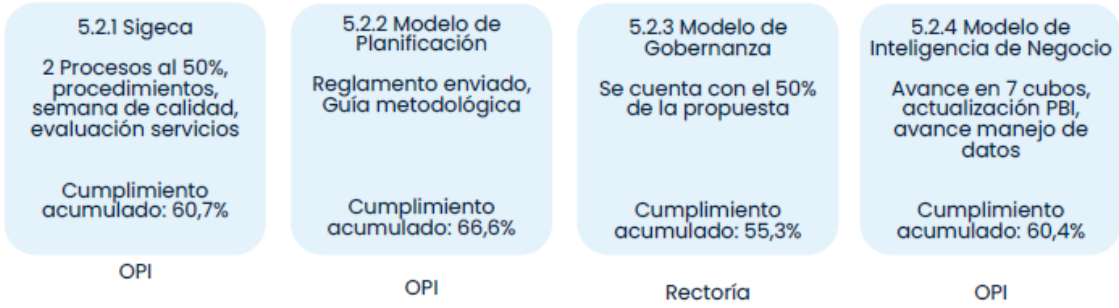 5.2.1 Sigeca
2 Procesos al 50%,
procedimientos,
semana de calidad,
evaluación servicios
Cumplimiento
acumulado: 60,7%
OPI
5.2.2 Modelo de
Planificación
Reglamento enviado,
Guía metodológica
Cumplimiento
acumulado: 66,6%
OPI
5.2.3 Modelo de
Gobernanza
Se cuenta con el 50%
de la propuesta
Cumplimiento
acumulado: 55,3%
Rectoría
5.2.4 Modelo de
Inteligencia de Negocio
Avance en 7 cubos,
actualización PBI,
avance manejo de
datos
Cumplimiento
acumulado: 60,4%
OPI